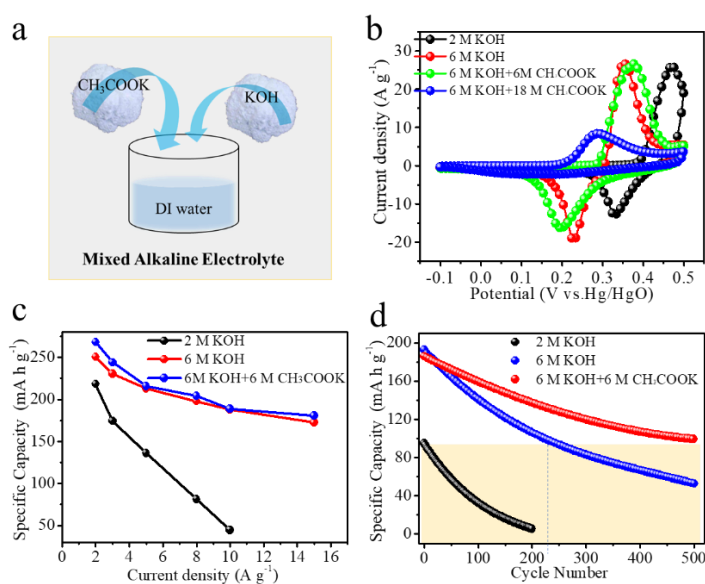 a
CH₃COOK
KOH
DI water
Mixed Alkaline Electrolyte
b
2 M KOH
6 M KOH
6 M KOH+6M CH₃COOK
6 M KOH+18 M CH₃COOK
Current density (A g⁻¹)
30
20
10
0
-10
-20
-0.1 0.0 0.1 0.2 0.3 0.4 0.5
Potential (V vs.Hg/HgO)
c
2 M KOH
6 M KOH
6M KOH+6 M CH₃COOK
Specific Capacity (mA h g⁻¹)
250
200
150
100
50
0 2 4 6 8 10 12 14 16
Current density (A g⁻¹)
d
2 M KOH
6 M KOH
6 M KOH+6 M CH₃COOK
Specific Capacity (mA h g⁻¹)
200
160
120
80
40
0
0 100 200 300 400 500
Cycle Number